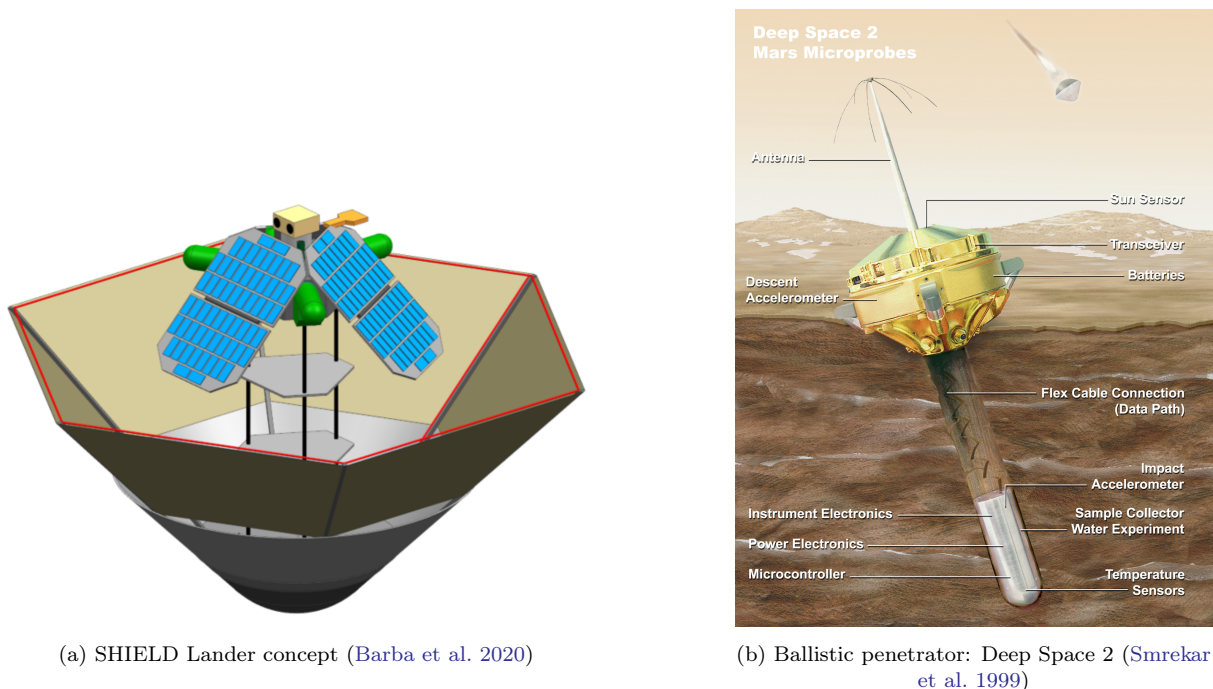 Deep Space 2
Mars Microprobes
Antenna
Sun Sensor
Transceiver
Batteries
Descent
Accelerometer
Flex Cable Connection
(Data Path)
Impact
Accelerometer
Instrument Electronics
Sample Collector
Water Experiment
Power Electronics
Microcontroller
Temperature
Sensors
(a) SHIELD Lander concept (Barba et al. 2020)
(b) Ballistic penetrator: Deep Space 2 (Smrekar
et al. 1999)